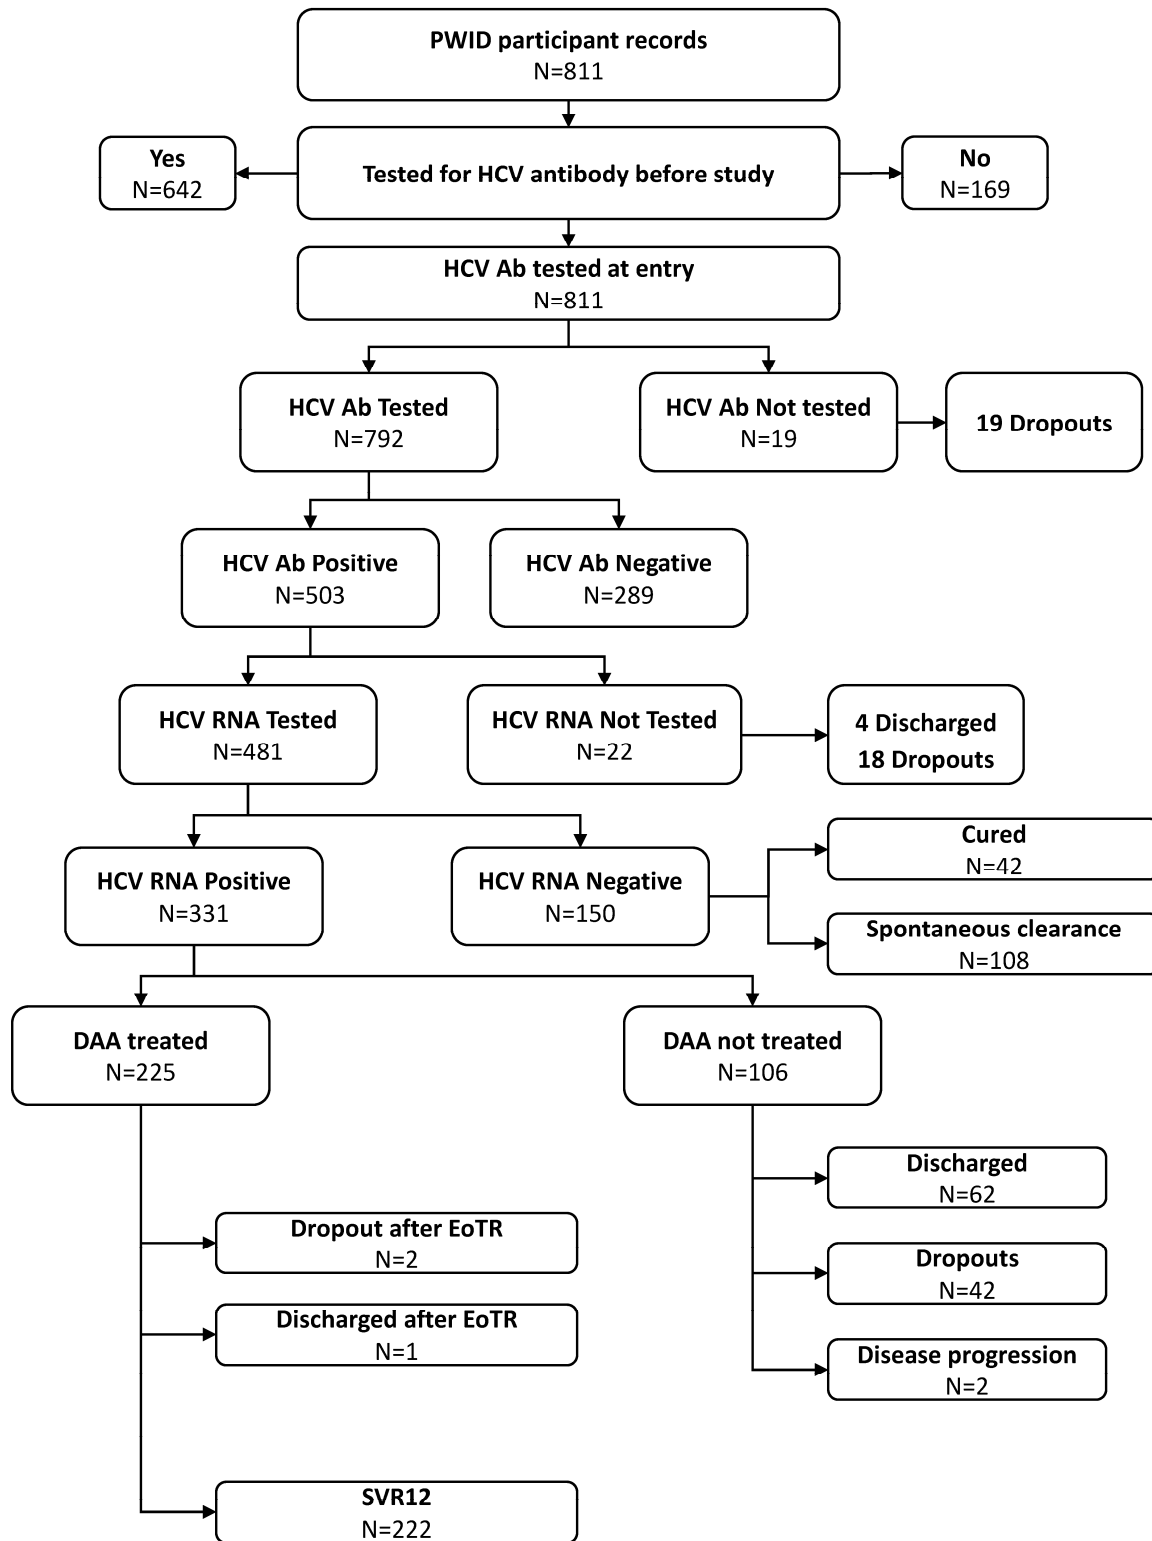 PWID participant records
N=811
Tested for HCV antibody before study
Yes
N=642
No
N=169
HCV Ab tested at entry
N=811
HCV Ab Tested
N=792
HCV Ab Not tested
N=19
19 Dropouts
HCV Ab Positive
N=503
HCV Ab Negative
N=289
HCV RNA Tested
N=481
HCV RNA Not Tested
N=22
4 Discharged
18 Dropouts
HCV RNA Positive
N=331
HCV RNA Negative
N=150
Cured
N=42
Spontaneous clearance
N=108
DAA treated
N=225
DAA not treated
N=106
Discharged
N=62
Dropouts
N=42
Disease progression
N=2
Dropout after EoTR
N=2
Discharged after EoTR
N=1
SVR12
N=222